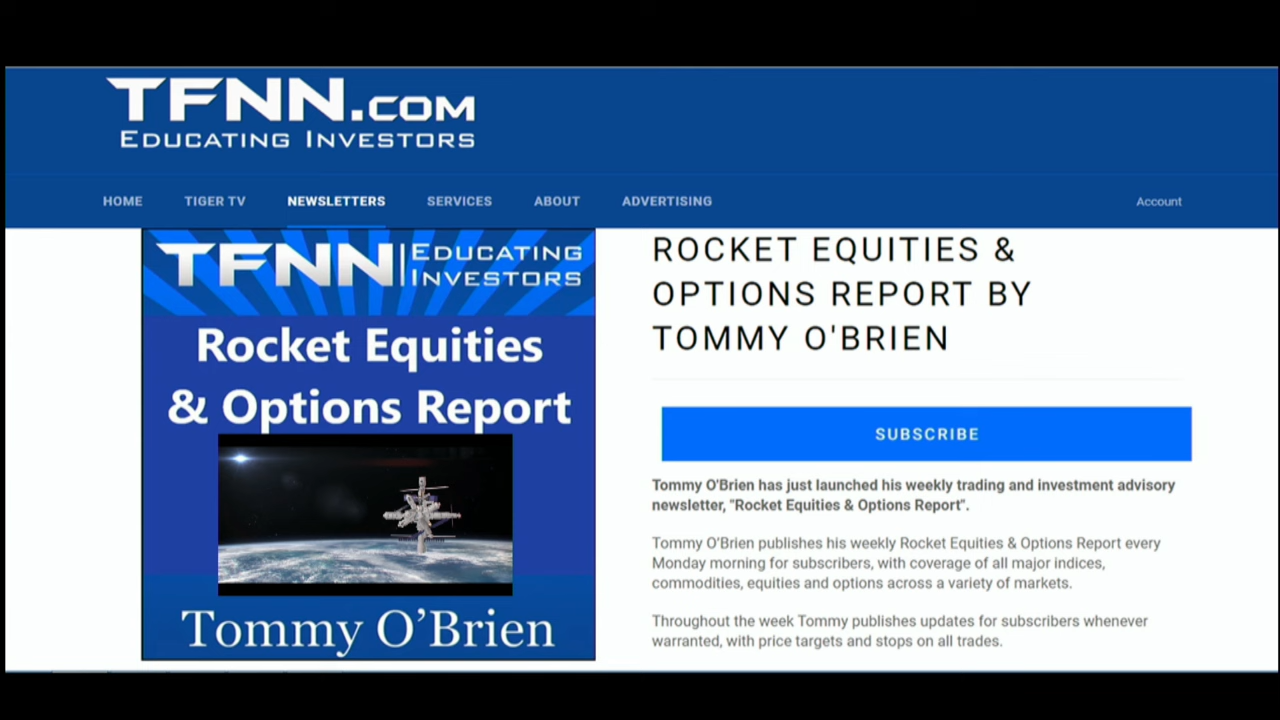 TFNN.COM
EDUCATING INVESTORS
HOME TIGER TV NEWSLETTERS SERVICES ABOUT ADVERTISING Account
TFNN | EDUCATING INVESTORS
Rocket Equities
& Options Report
Tommy O’Brien
ROCKET EQUITIES &
OPTIONS REPORT BY
TOMMY O'BRIEN
SUBSCRIBE
Tommy O'Brien has just launched his weekly trading and investment advisory
newsletter, "Rocket Equities & Options Report".
Tommy O'Brien publishes his weekly Rocket Equities & Options Report every
Monday morning for subscribers, with coverage of all major indices,
commodities, equities and options across a variety of markets.
Throughout the week Tommy publishes updates for subscribers whenever
warranted, with price targets and stops on all trades.